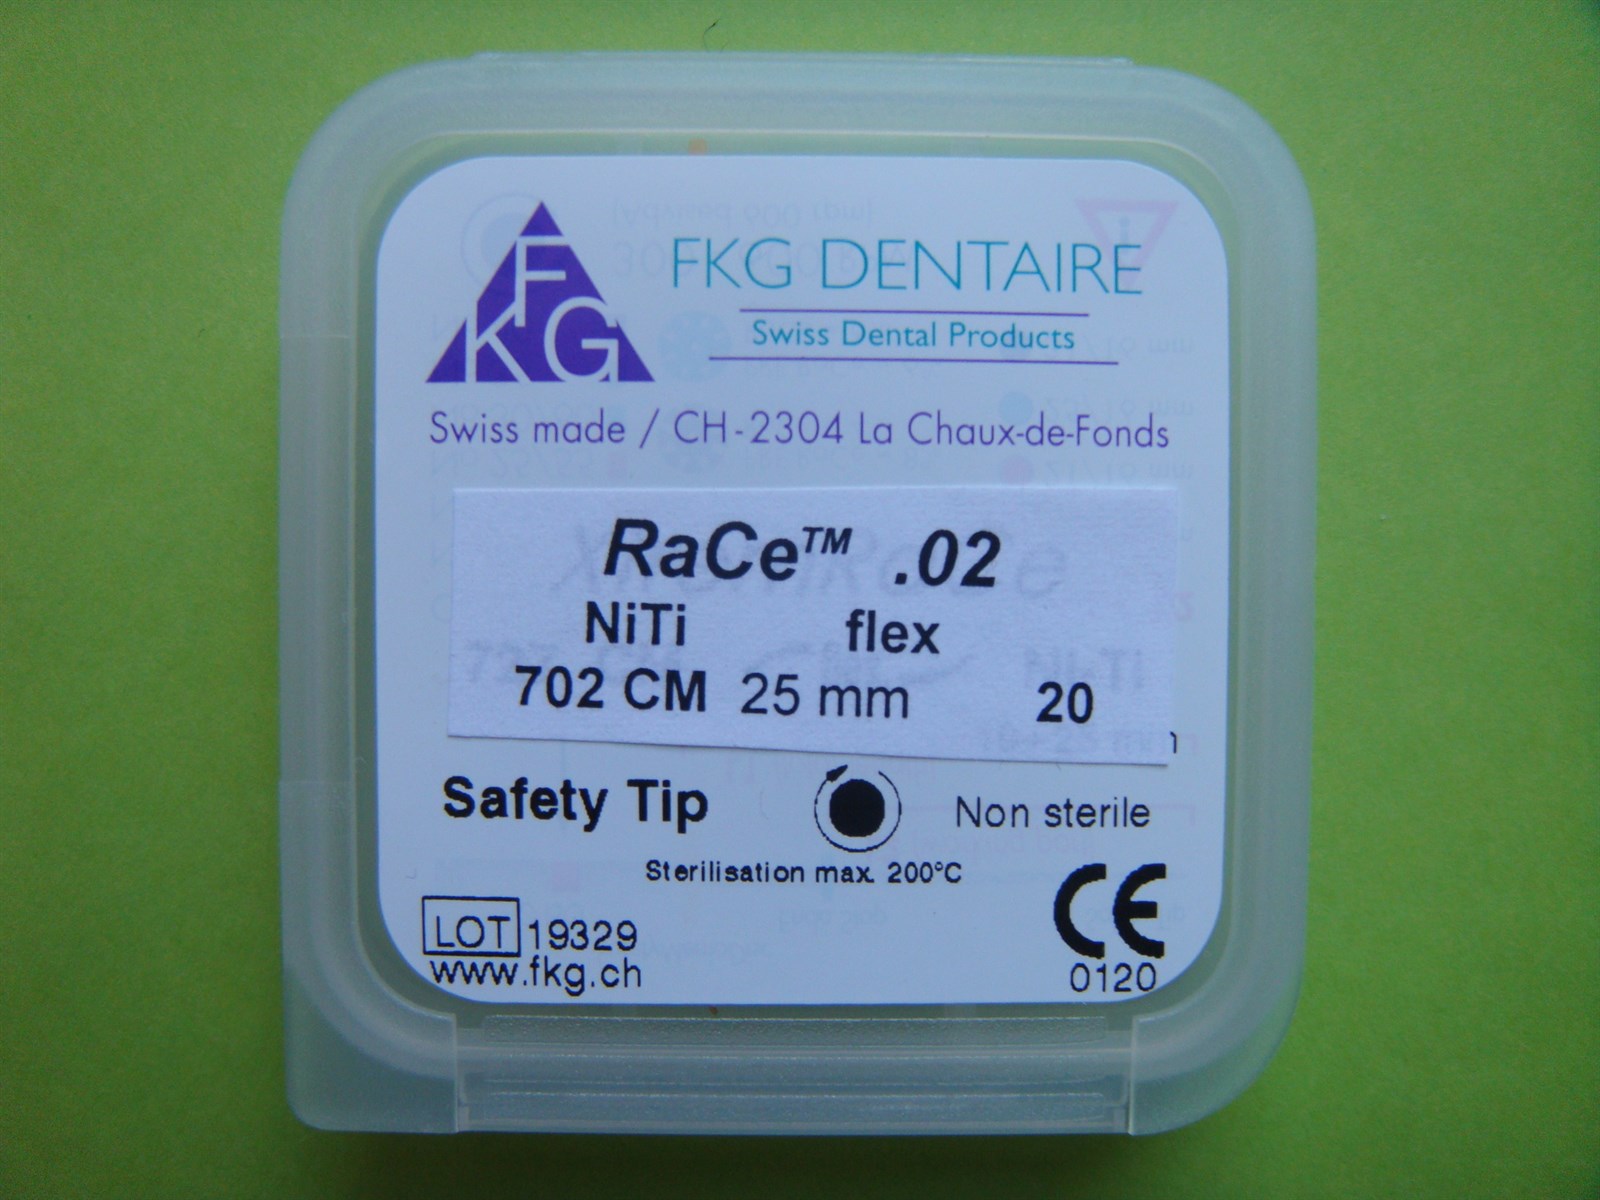 FKG
FKG DENTAIRE
Swiss Dental Products
Swiss made / CH-2304 La Chaux-de-Fonds
RaCe™ .02
NiTi flex
702 CM 25 mm 20
Safety Tip Non sterile
Sterilisation max. 200°C
LOT 19329
www.fkg.ch
CE
0120